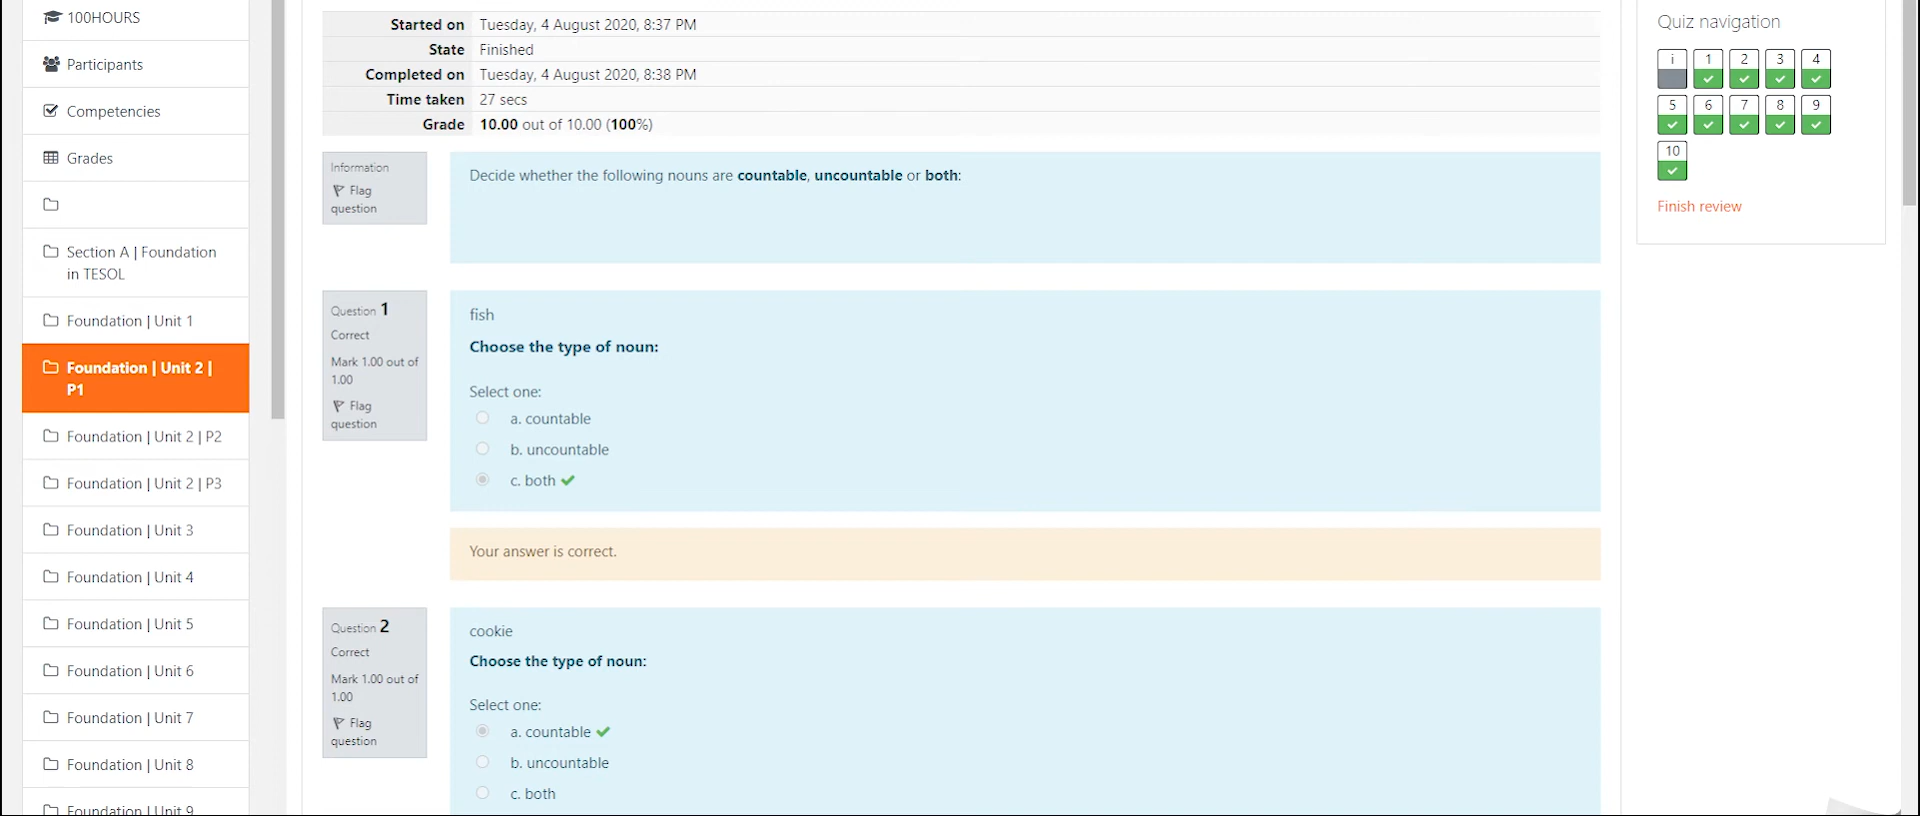 100HOURS
Participants
Competencies
Grades
Section A | Foundation
in TESOL
Foundation | Unit 1
Foundation | Unit 2 |
P1
Foundation | Unit 2 | P2
Foundation | Unit 2 | P3
Foundation | Unit 3
Foundation | Unit 4
Foundation | Unit 5
Foundation | Unit 6
Foundation | Unit 7
Foundation | Unit 8
Foundation | Unit 9
Started on Tuesday, 4 August 2020, 8:37 PM
State Finished
Completed on Tuesday, 4 August 2020, 8:38 PM
Time taken 27 secs
Grade 10.00 out of 10.00 (100%)
Information
Flag
question
Decide whether the following nouns are countable, uncountable or both:
Question 1
Correct
Mark 1.00 out of
1.00
Flag
question
fish
Choose the type of noun:
Select one:
a. countable
b. uncountable
c. both
Your answer is correct.
Question 2
Correct
Mark 1.00 out of
1.00
Flag
question
cookie
Choose the type of noun:
Select one:
a. countable
b. uncountable
c. both
Quiz navigation
i 1 2 3 4
5 6 7 8 9
10
Finish review